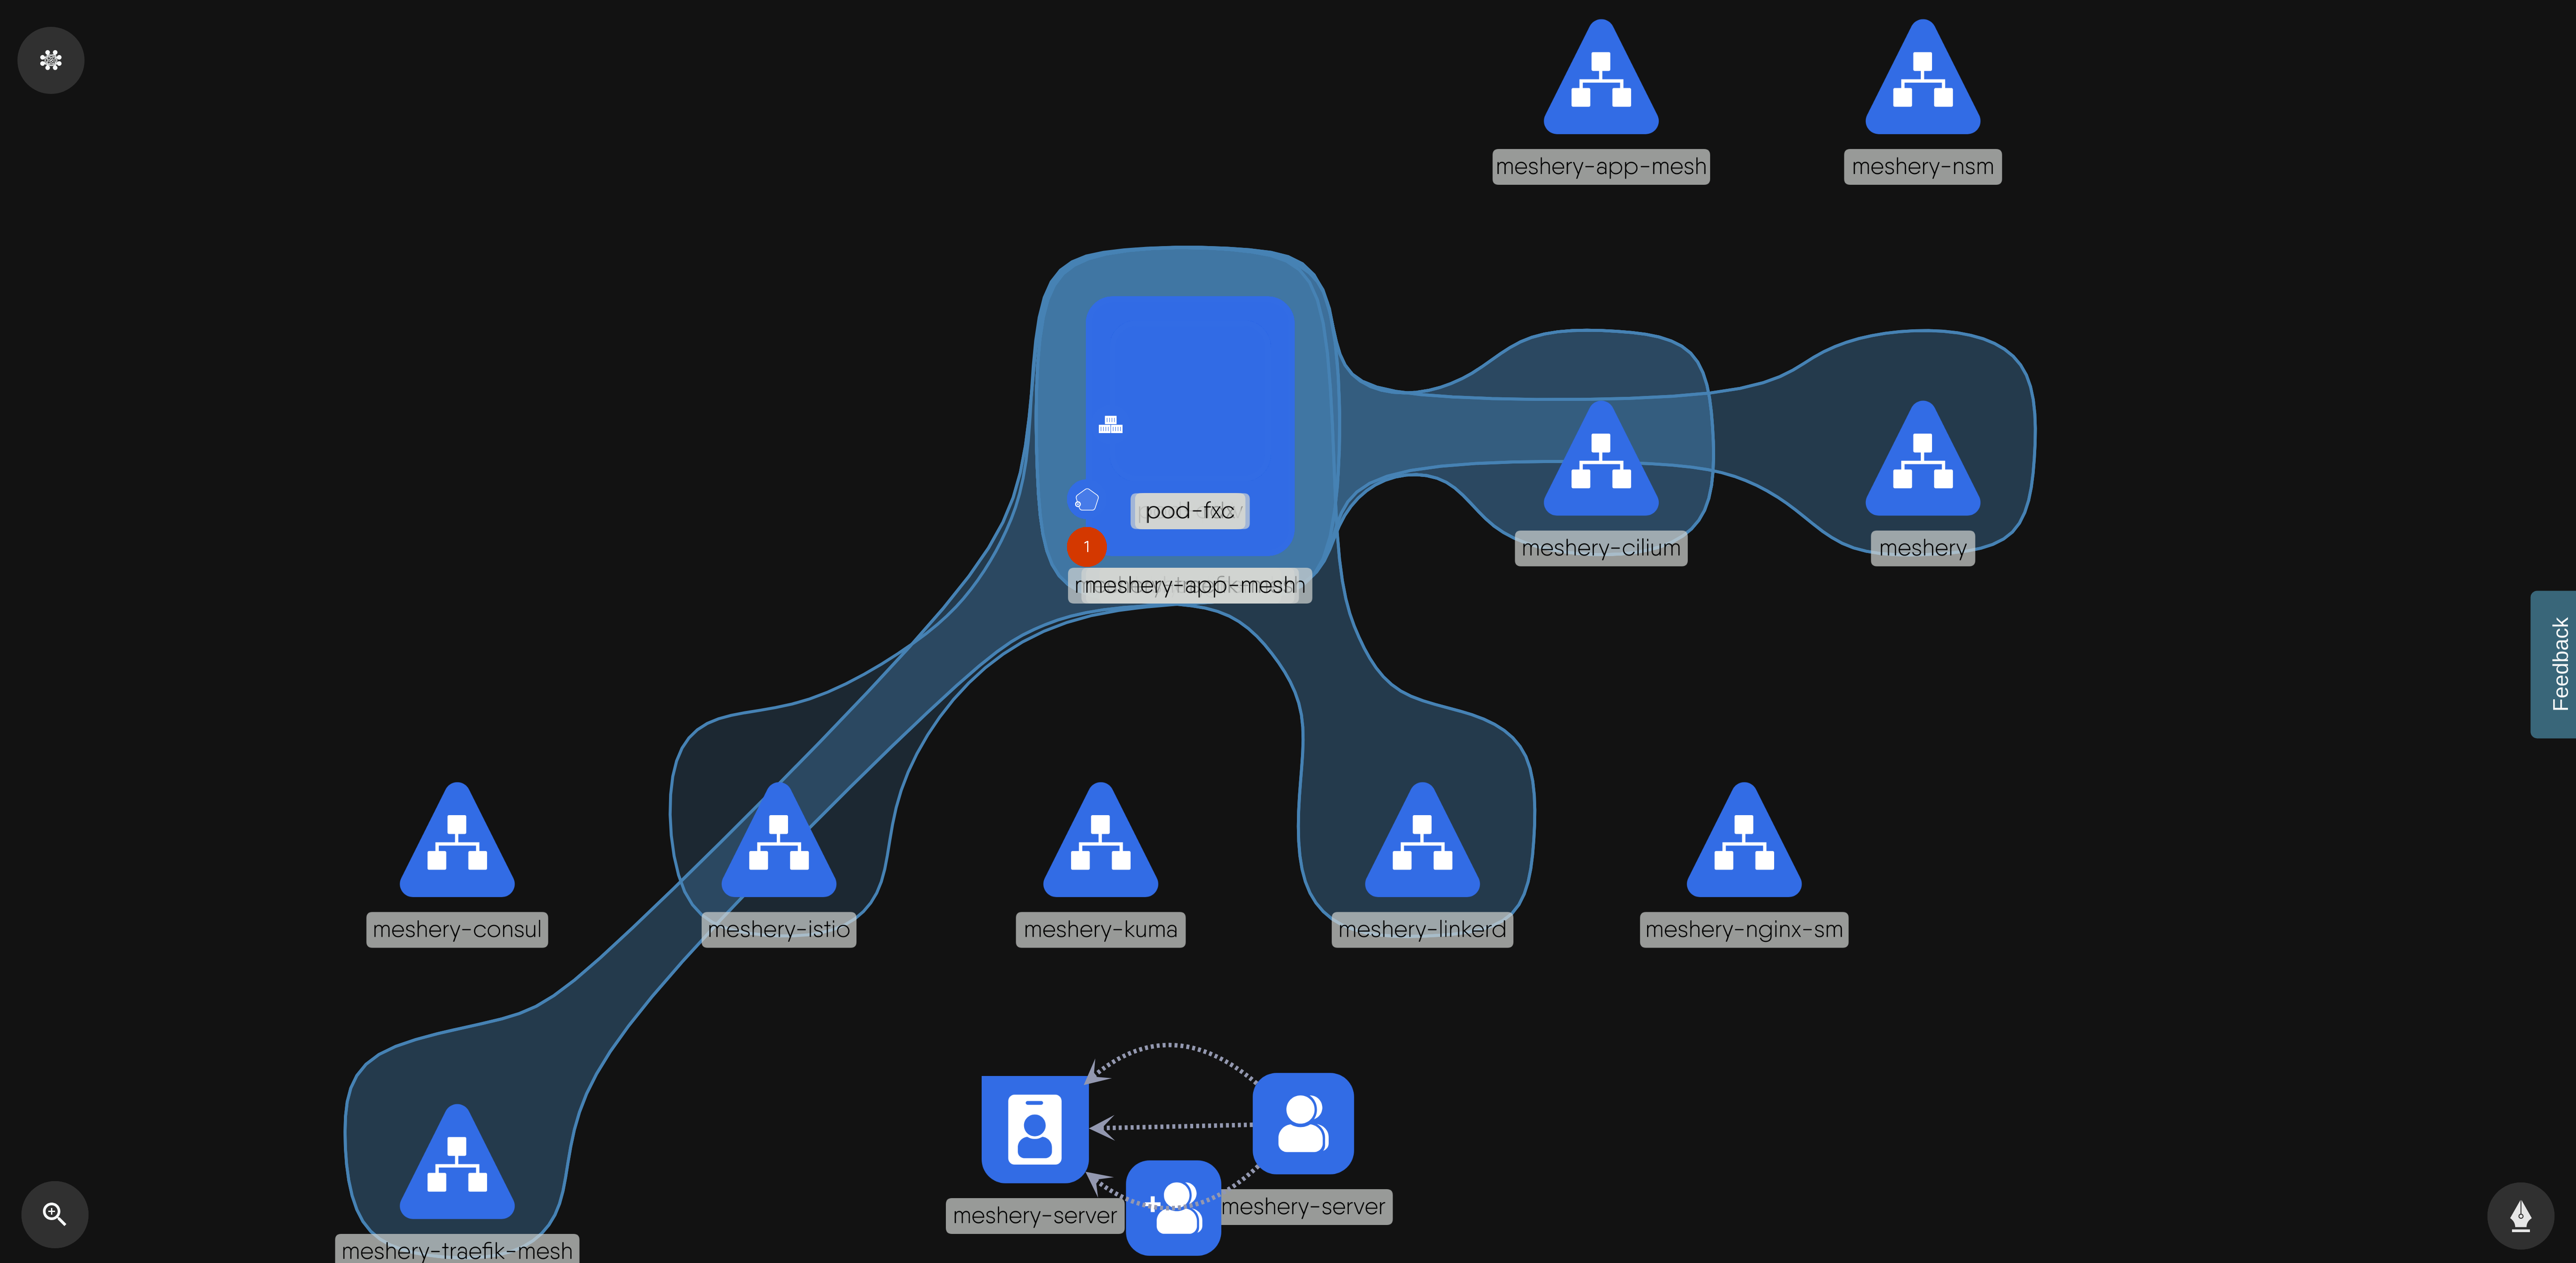 meshery-app-mesh
meshery-nsm
pod-fxc
1
meshery-app-mesh
meshery-cilium
meshery
Feedback
meshery-consul
meshery-istio
meshery-kuma
meshery-linkerd
meshery-nginx-sm
meshery-server
meshery-server
meshery-traefik-mesh